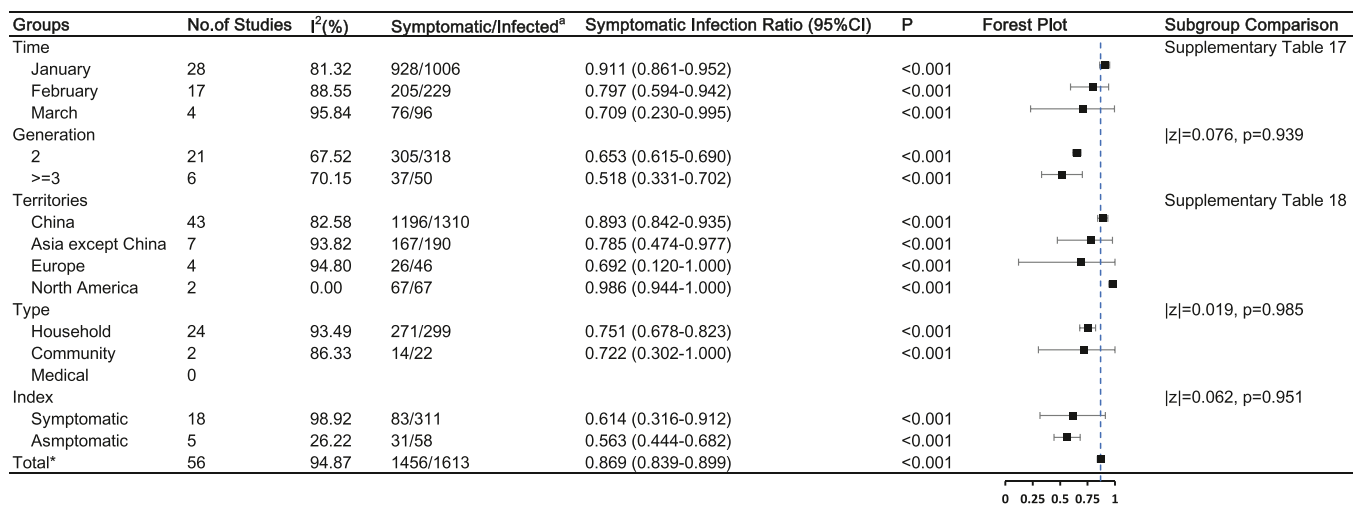 Groups No.of Studies I²(%) Symptomatic/Infectedᵃ Symptomatic Infection Ratio (95%CI) P Forest Plot Subgroup Comparison
Time Supplementary Table 17
January 28 81.32 928/1006 0.911 (0.861-0.952) <0.001
February 17 88.55 205/229 0.797 (0.594-0.942) <0.001
March 4 95.84 76/96 0.709 (0.230-0.995) <0.001
Generation |z|=0.076, p=0.939
2 21 67.52 305/318 0.653 (0.615-0.690) <0.001
>=3 6 70.15 37/50 0.518 (0.331-0.702) <0.001
Territories Supplementary Table 18
China 43 82.58 1196/1310 0.893 (0.842-0.935) <0.001
Asia except China 7 93.82 167/190 0.785 (0.474-0.977) <0.001
Europe 4 94.80 26/46 0.692 (0.120-1.000) <0.001
North America 2 0.00 67/67 0.986 (0.944-1.000) <0.001
Type |z|=0.019, p=0.985
Household 24 93.49 271/299 0.751 (0.678-0.823) <0.001
Community 2 86.33 14/22 0.722 (0.302-1.000) <0.001
Medical 0
Index |z|=0.062, p=0.951
Symptomatic 18 98.92 83/311 0.614 (0.316-0.912) <0.001
Asmptomatic 5 26.22 31/58 0.563 (0.444-0.682) <0.001
Total* 56 94.87 1456/1613 0.869 (0.839-0.899) <0.001
0 0.25 0.5 0.75 1